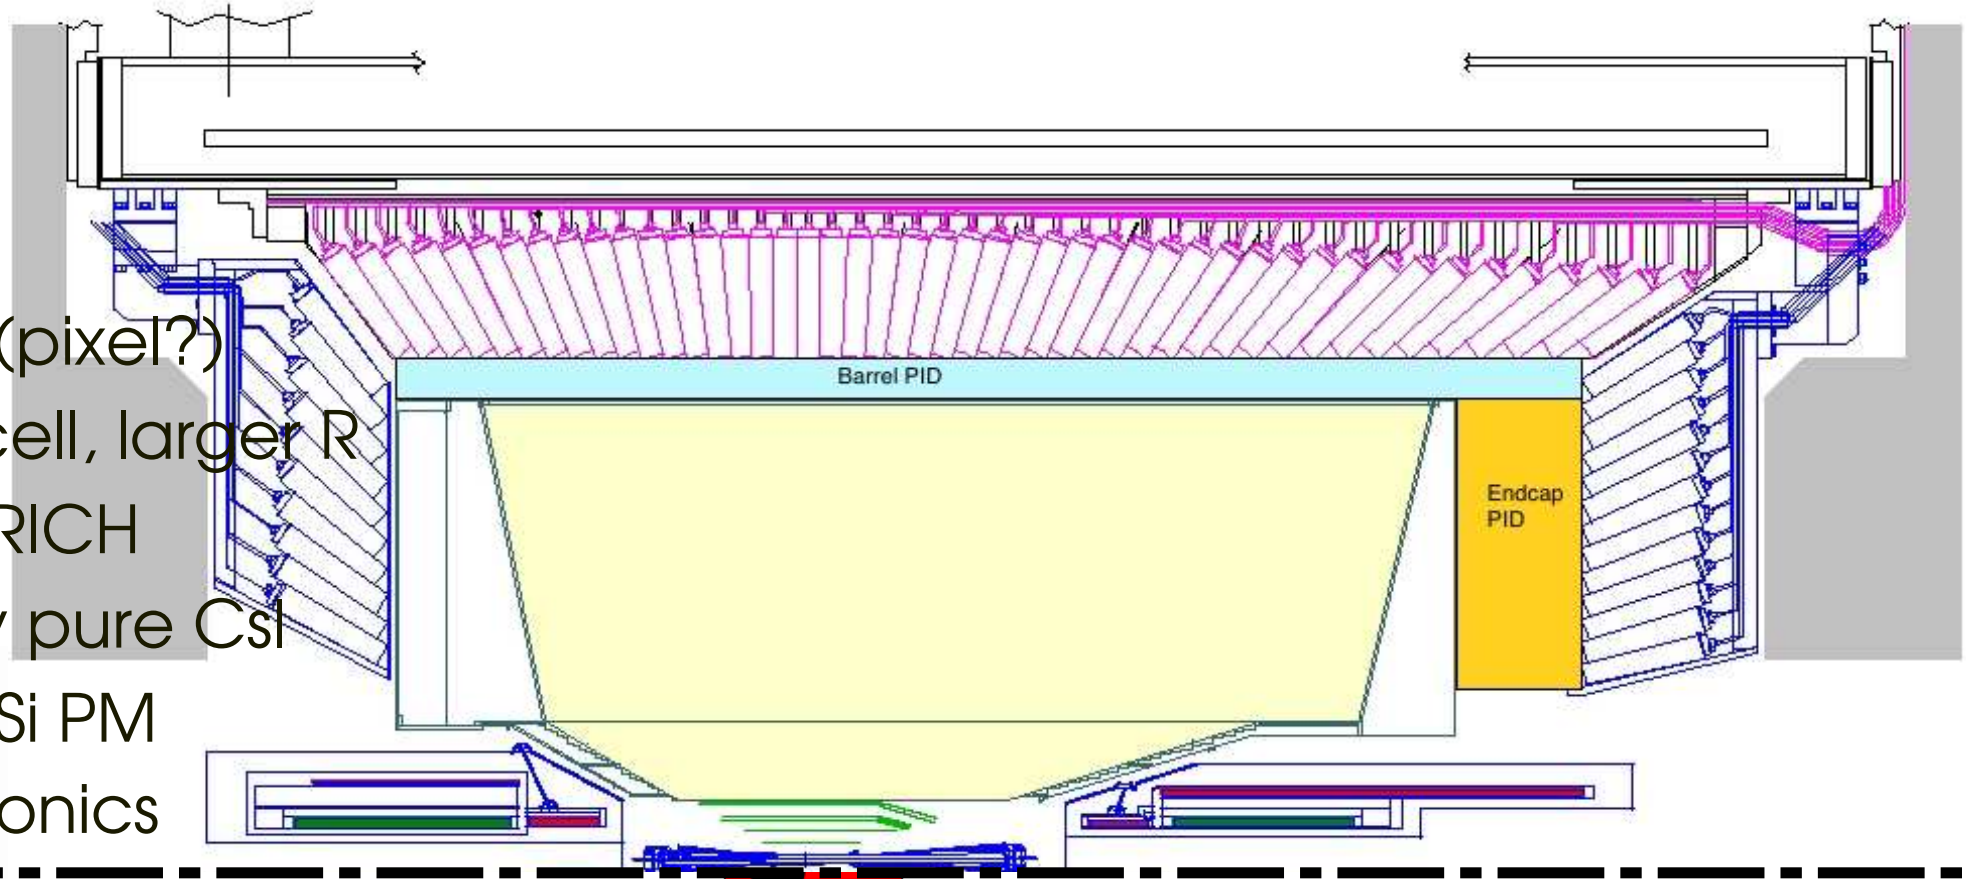 (pixel?)
Barrel PID
cell, larger R
Endcap
PID
RICH
pure CsI
Si PM
onics